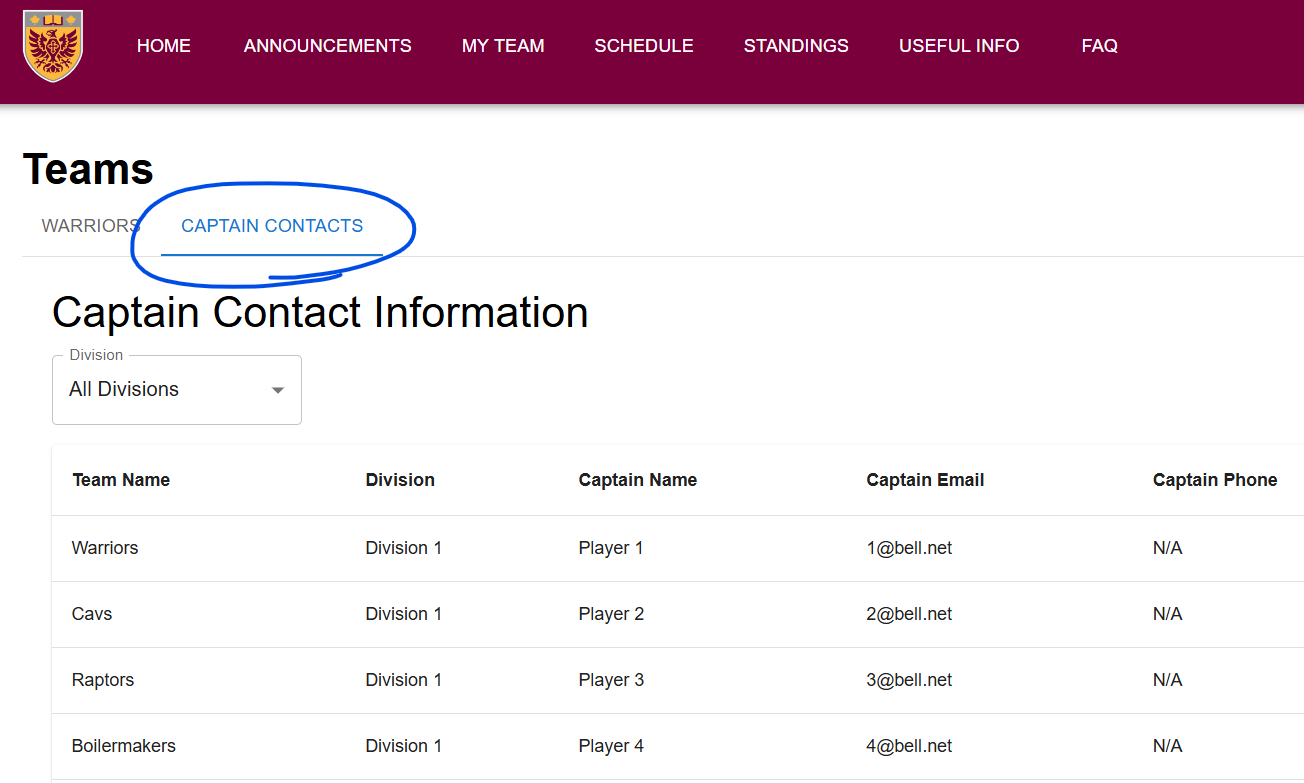 HOME ANNOUNCEMENTS MY TEAM SCHEDULE STANDINGS USEFUL INFO FAQ
Teams
WARRIORS CAPTAIN CONTACTS
Captain Contact Information
Division
All Divisions
Team Name Division Captain Name Captain Email Captain Phone
Warriors Division 1 Player 1 1@bell.net N/A
Cavs Division 1 Player 2 2@bell.net N/A
Raptors Division 1 Player 3 3@bell.net N/A
Boilermakers Division 1 Player 4 4@bell.net N/A